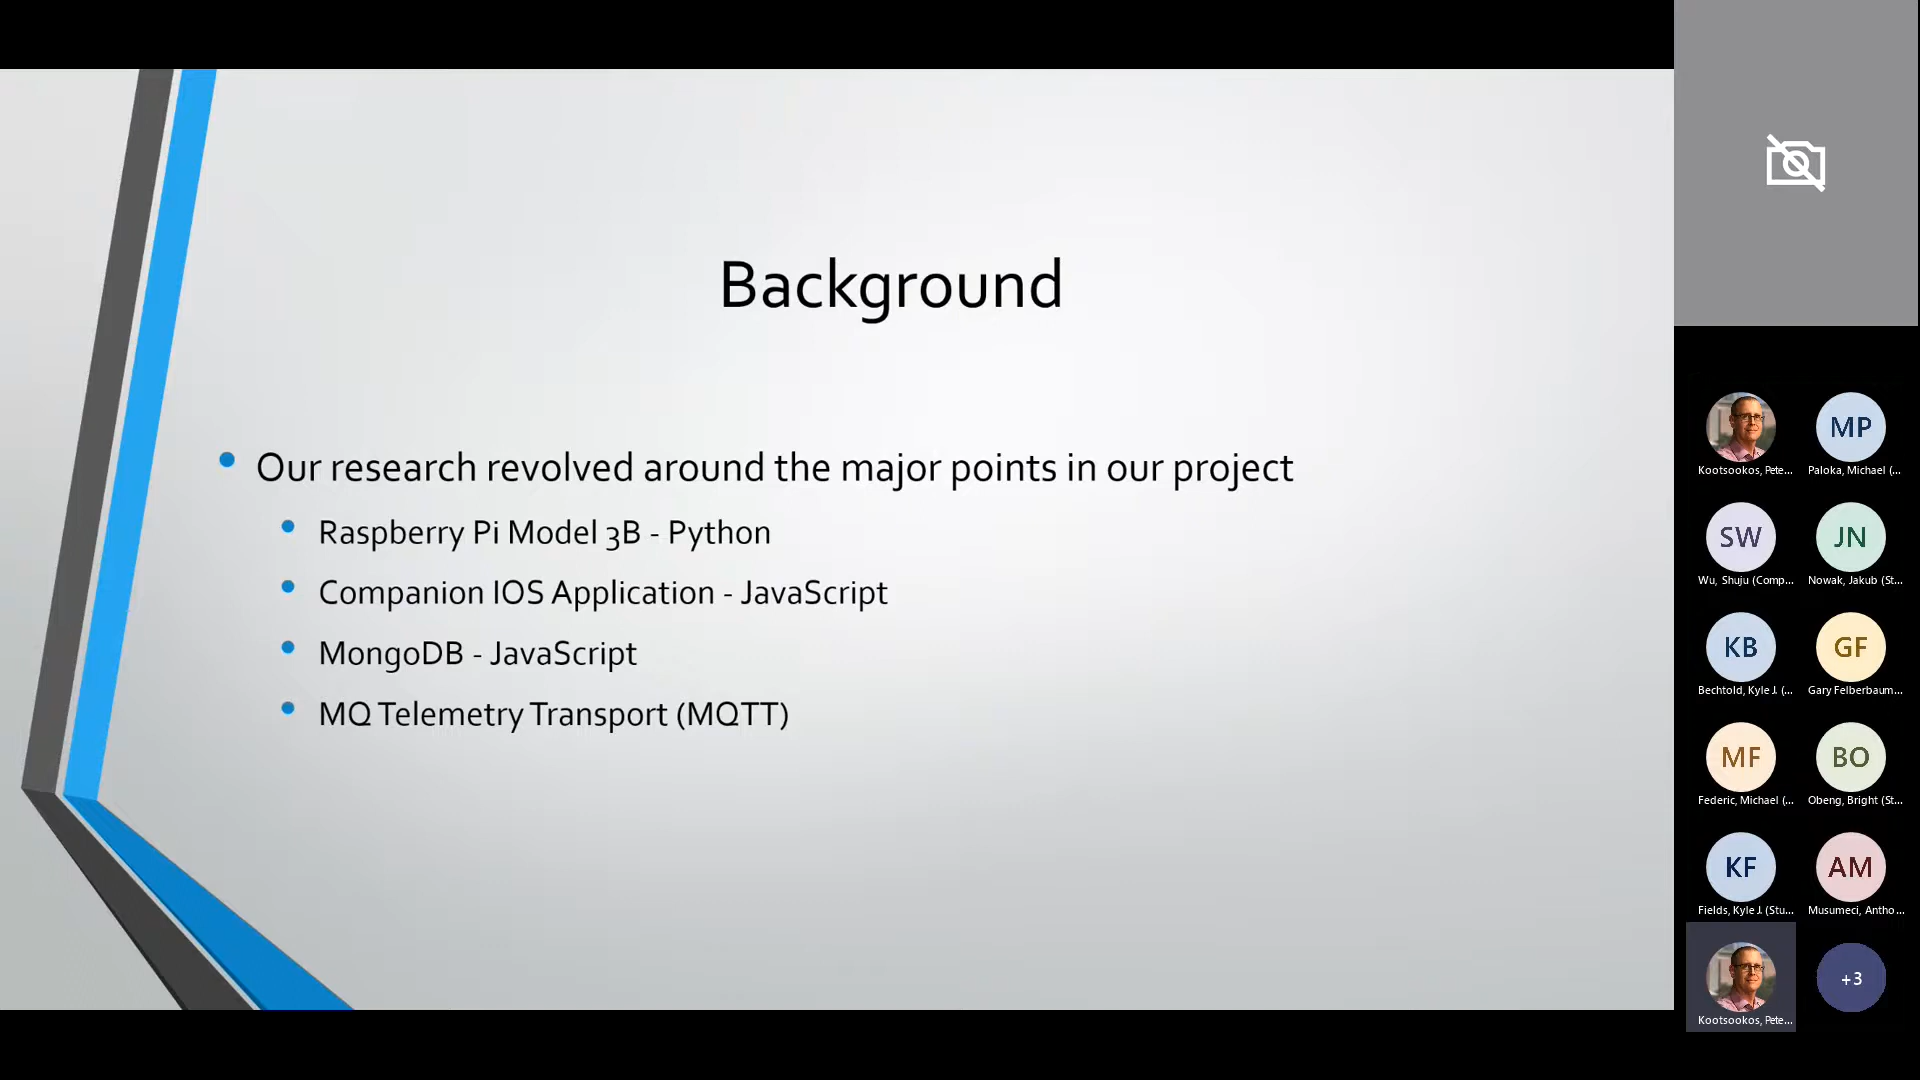 Background
Our research revolved around the major points in our project
Raspberry Pi Model 3B - Python
Companion IOS Application - JavaScript
MongoDB - JavaScript
MQ Telemetry Transport (MQTT)
Kootsookos, Pete...
MP
Paloka, Michael (...
SW
Wu, Shuju (Comp...
JN
Nowak, Jakub (St...
KB
Bechtold, Kyle J. (...
GF
Gary Felberbaum...
MF
Federic, Michael (...
BO
Obeng, Bright (St...
KF
Fields, Kyle J. (Stu...
AM
Musumeci, Antho...
Kootsookos, Pete...
+3